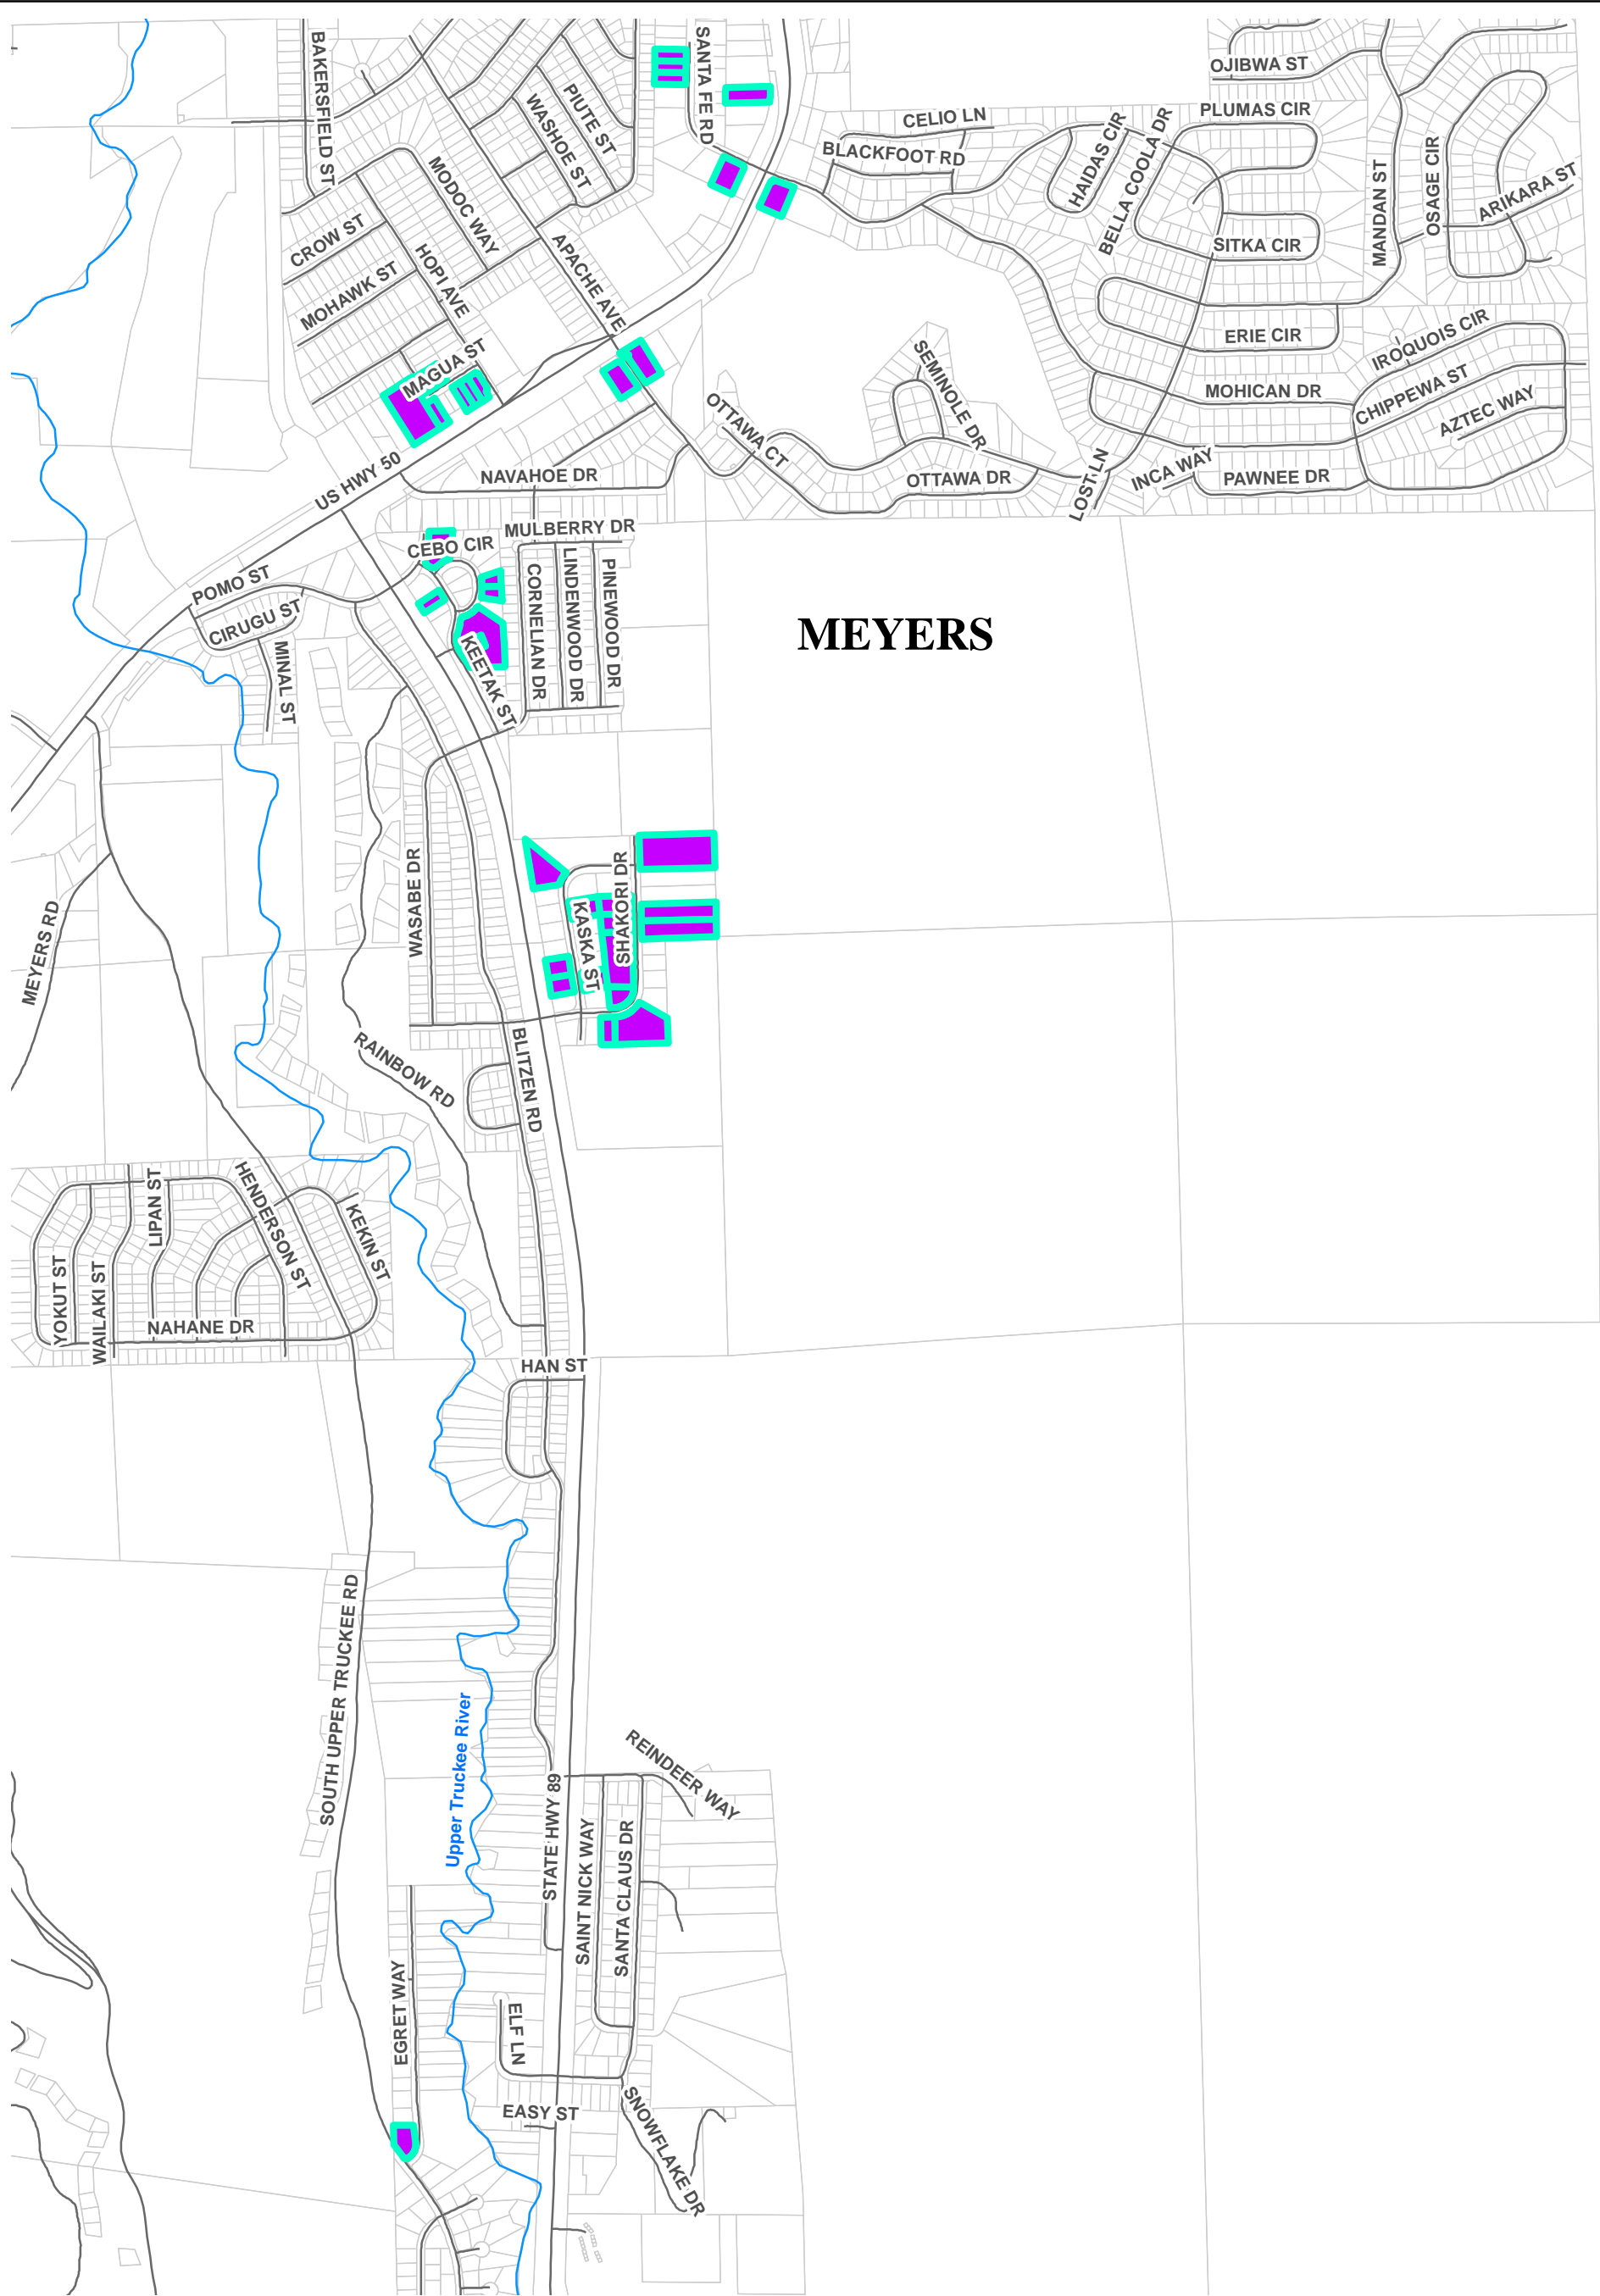 BAKERSFIELD ST
SANTA FE RD
PIUTE ST
WASHOE ST
OJIBWA ST
CELIO LN
PLUMAS CIR
BLACKFOOT RD
HAIDAS CIR
BELLA COOLA DR
MANDAN ST
OSAGE CIR
ARIKARA ST
MODOC WAY
CROW ST
HOPI AVE
APACHE AVE
SITKA CIR
MOHAWK ST
ERIE CIR
IROQUOIS CIR
MAGUA ST
SEMINOLE DR
MOHICAN DR
CHIPPEWA ST
AZTEC WAY
OTTAWA CT
US HWY 50
NAVAHOE DR
OTTAWA DR
LOST LN
INCA WAY
PAWNEE DR
MULBERRY DR
CEBO CIR
POMO ST
CIRUGU ST
CORNELIAN DR
LINDENWOOD DR
PINEWOOD DR
MEYERS
MINAL ST
KEETAK ST
WASABE DR
SHAKORI DR
KASKA ST
MEYERS RD
RAINBOW RD
BLITZEN RD
LIPAN ST
HENDERSON ST
KEKIN ST
YOKUT ST
WAILAKI ST
NAHANE DR
HAN ST
SOUTH UPPER TRUCKEE RD
Upper Truckee River
REINDEER WAY
STATE HWY 89
SAINT NICK WAY
SANTA CLAUS DR
EGRET WAY
ELF LN
EASY ST
SNOWFLAKE DR